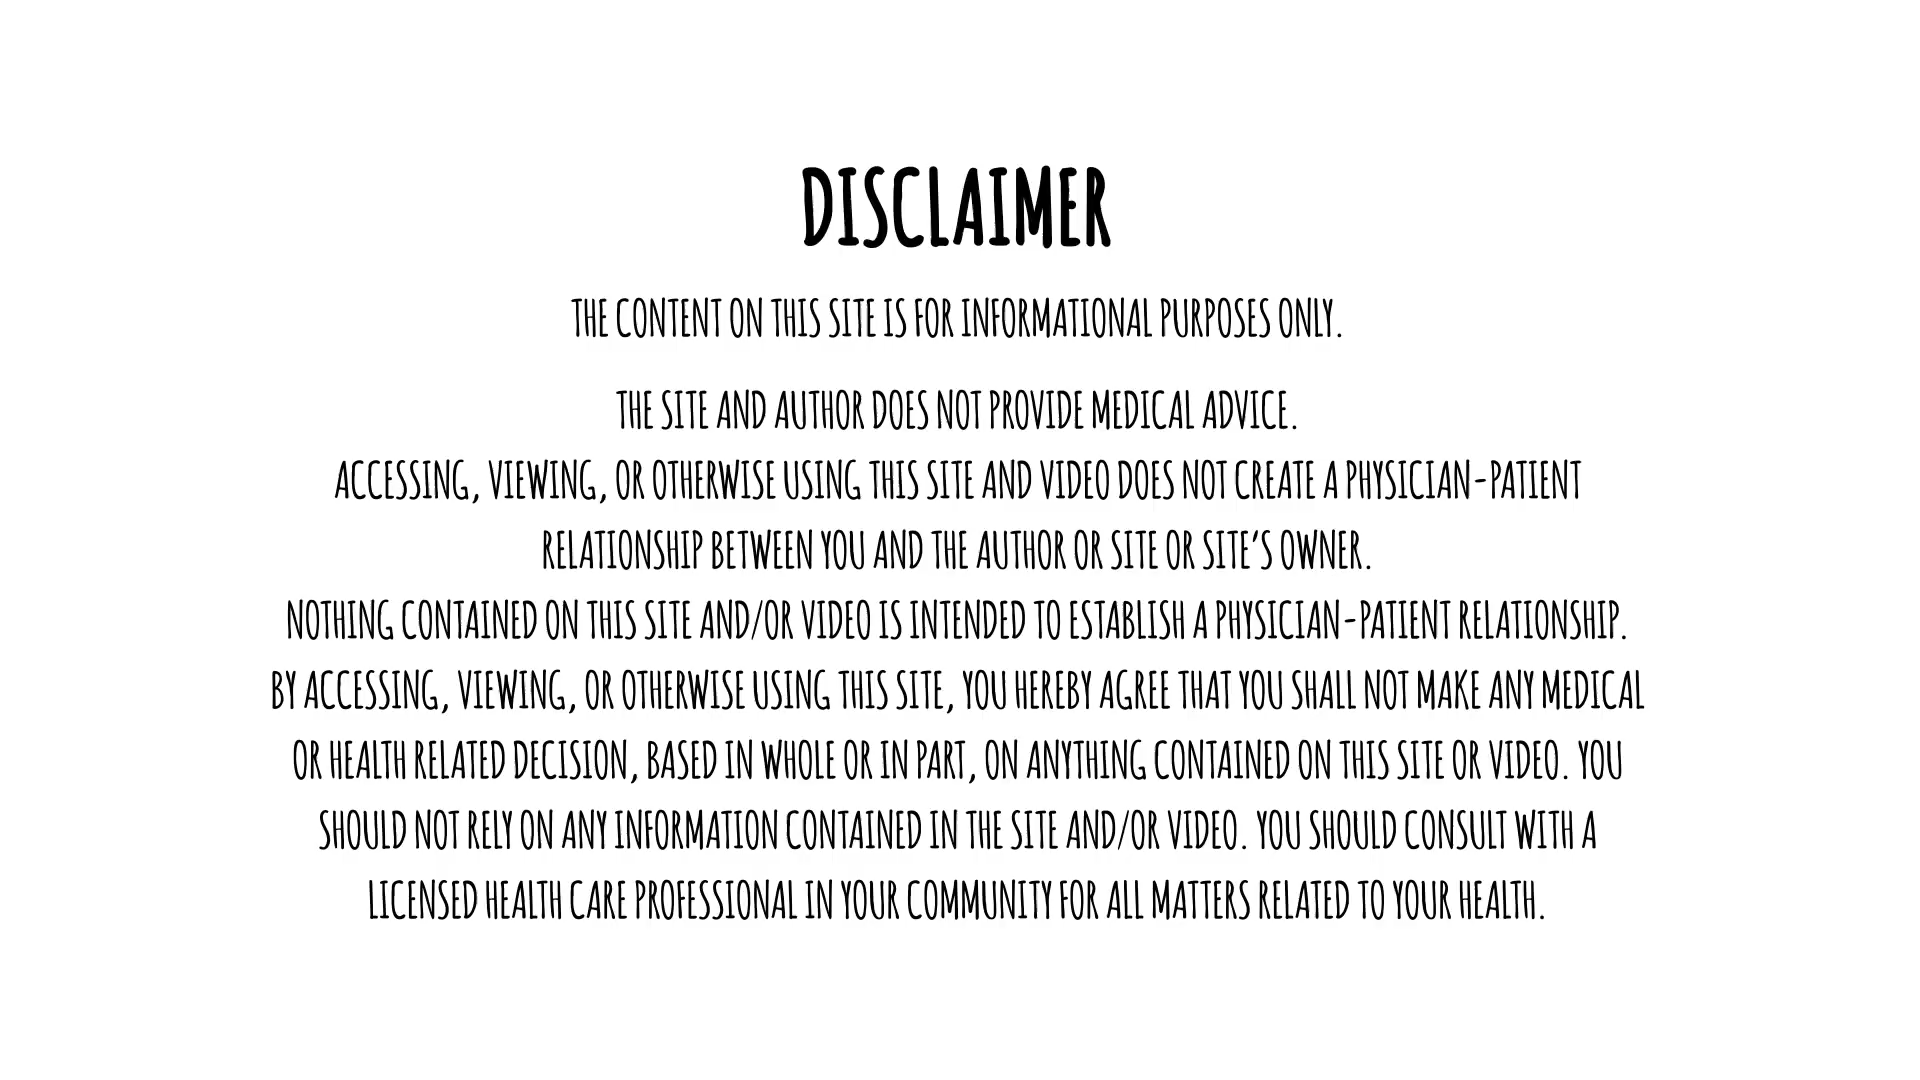 DISCLAIMER
THE CONTENT ON THIS SITE IS FOR INFORMATIONAL PURPOSES ONLY.
THE SITE AND AUTHOR DOES NOT PROVIDE MEDICAL ADVICE.
ACCESSING, VIEWING, OR OTHERWISE USING THIS SITE AND VIDEO DOES NOT CREATE A PHYSICIAN-PATIENT
RELATIONSHIP BETWEEN YOU AND THE AUTHOR OR SITE OR SITE'S OWNER.
NOTHING CONTAINED ON THIS SITE AND/OR VIDEO IS INTENDED TO ESTABLISH A PHYSICIAN-PATIENT RELATIONSHIP.
BY ACCESSING, VIEWING, OR OTHERWISE USING THIS SITE, YOU HEREBY AGREE THAT YOU SHALL NOT MAKE ANY MEDICAL
OR HEALTH RELATED DECISION, BASED IN WHOLE OR IN PART, ON ANYTHING CONTAINED ON THIS SITE OR VIDEO. YOU
SHOULD NOT RELY ON ANY INFORMATION CONTAINED IN THE SITE AND/OR VIDEO. YOU SHOULD CONSULT WITH A
LICENSED HEALTH CARE PROFESSIONAL IN YOUR COMMUNITY FOR ALL MATTERS RELATED TO YOUR HEALTH.